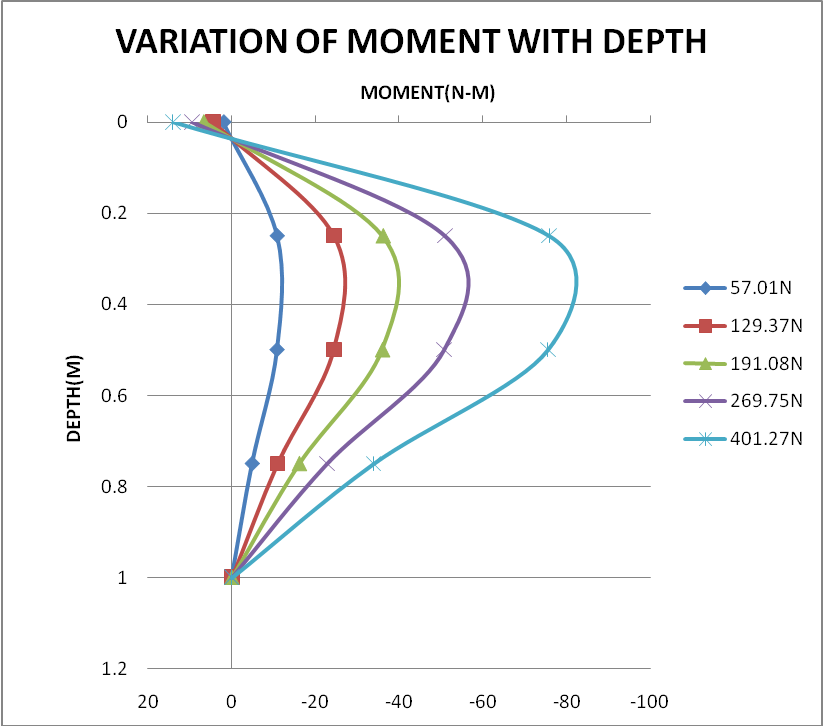 VARIATION OF MOMENT WITH DEPTH
MOMENT(N-M)
0
0.2
0.4
0.6
0.8
1
1.2
DEPTH(M)
20 0 -20 -40 -60 -80 -100
57.01N
129.37N
191.08N
269.75N
401.27N